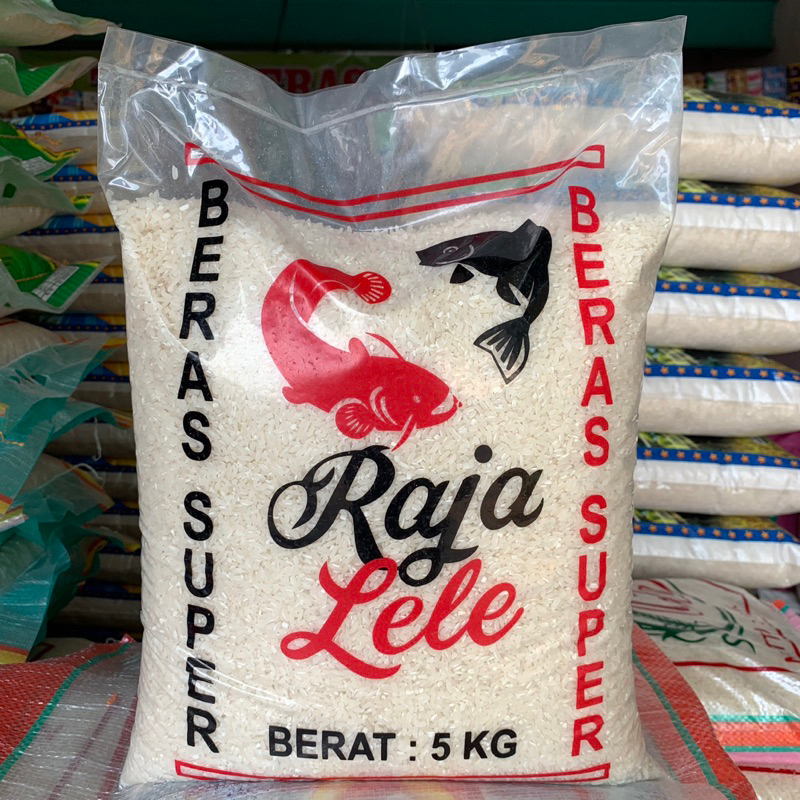 BERAS SUPER
Raja
Lele
BERAS SUPER
BERAT : 5 KG